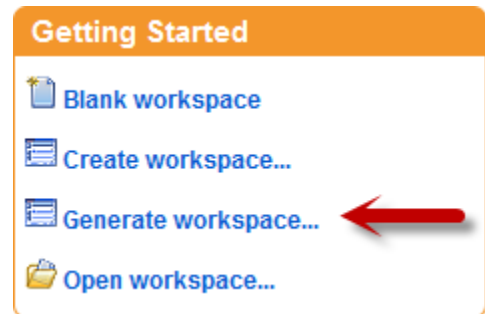 Getting Started
Blank workspace
Create workspace...
Generate workspace...
Open workspace...